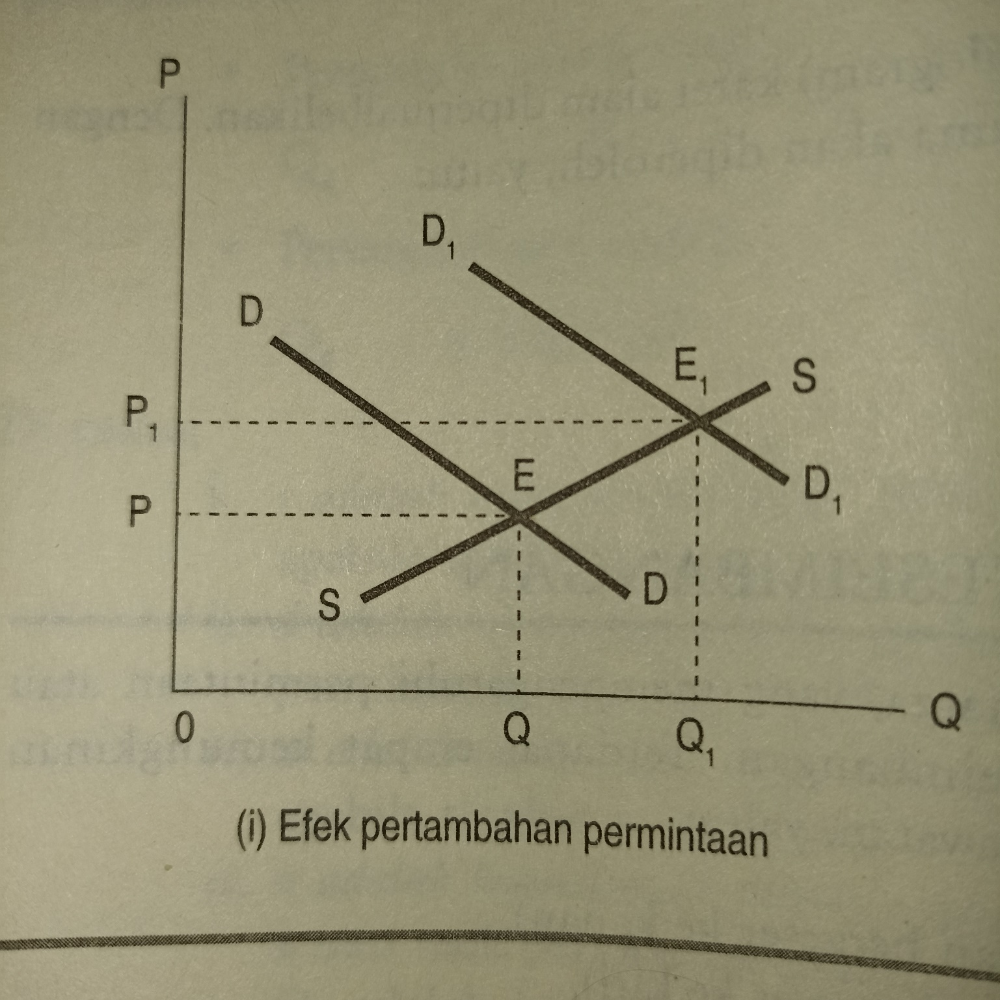 P
D₁
D
E₁ S
P₁
E
D₁
P
D
S
0 Q Q₁ Q
(i) Efek pertambahan permintaan